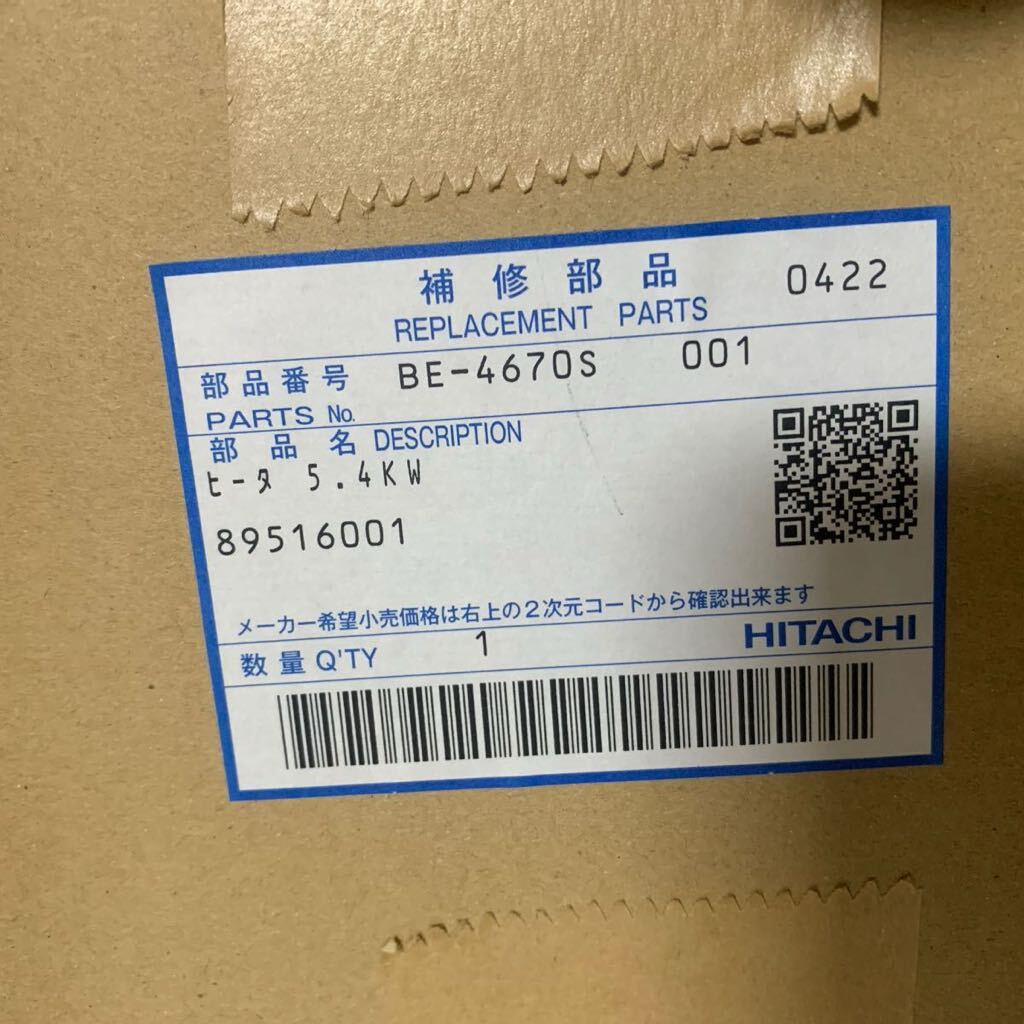 補修部品 0422
REPLACEMENT PARTS
部品番号 BE-4670S 001
PARTS No.
部品名 DESCRIPTION
ヒータ 5.4KW
89516001
メーカー希望小売価格は右上の2次元コードから確認出来ます
数量 Q'TY 1 HITACHI